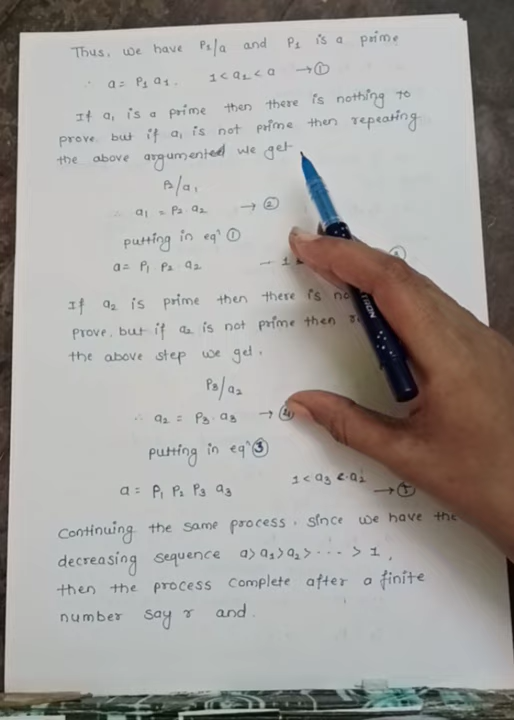 Thus, we have P1/a and P1 is a prime
∴ a = P1 a1. 1 < a1 < a → ①
If a1 is a prime then there is nothing to
prove. but if a1 is not prime then repeating
the above argumented we get
P2/a1
∴ a1 = P2 a2 → ②
putting in eqⁿ ①
a = P1 P2 a2 → 1
If a2 is prime then there is
prove. but if a2 is not prime then
the above step we get.
P3/a2
∴ a2 = P3. a3 → ④
putting in eqⁿ ③
a = P1 P2 P3 a3 1 < a3 < a2 →
Continuing the same process. since we have the
decreasing sequence a > a1 > a2 > ... > 1.
then the process complete after a finite
number say r and.